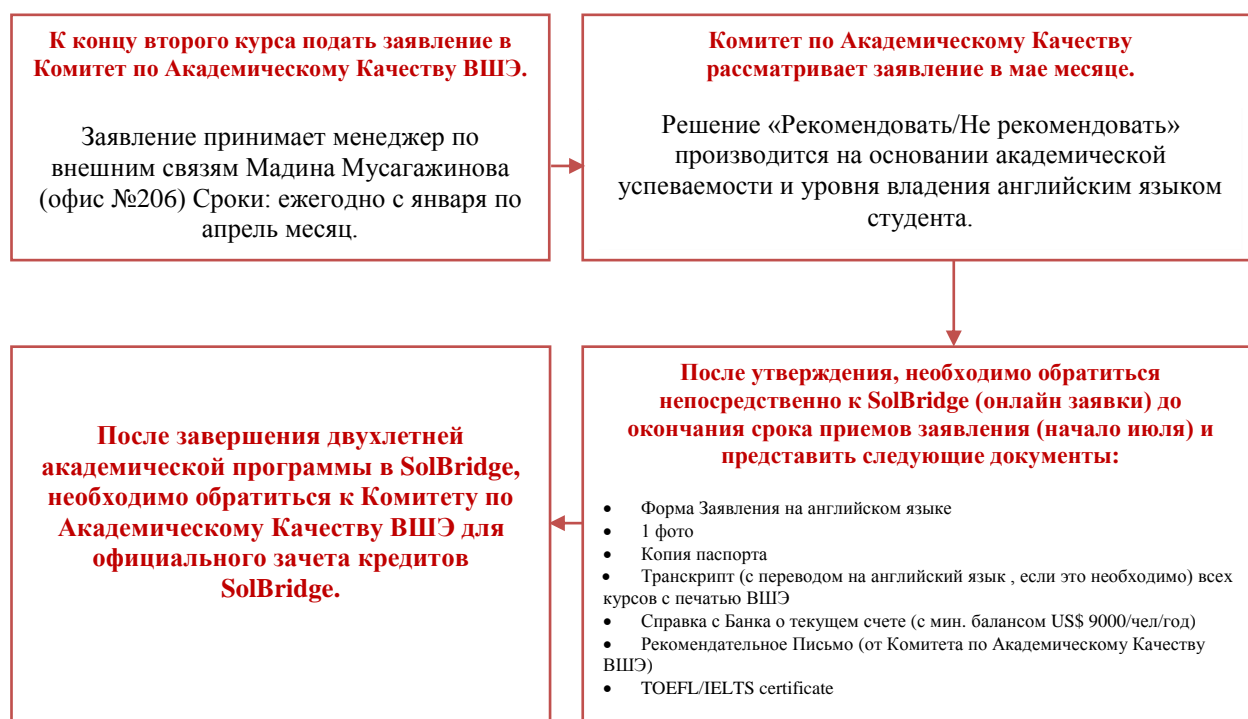 К концу второго курса подать заявление в
Комитет по Академическому Качеству ВШЭ.
Заявление принимает менеджер по
внешним связям Мадина Мусагажинова
(офис №206) Сроки: ежегодно с января по
апрель месяц.
Комитет по Академическому Качеству
рассматривает заявление в мае месяце.
Решение «Рекомендовать/Не рекомендовать»
производится на основании академической
успеваемости и уровня владения английским языком
студента.
После утверждения, необходимо обратиться
непосредственно к SolBridge (онлайн заявки) до
окончания срока приемов заявления (начало июля) и
представить следующие документы:
• Форма Заявления на английском языке
• 1 фото
• Копия паспорта
• Транскрипт (с переводом на английский язык , если это необходимо) всех
курсов с печатью ВШЭ
• Справка с Банка о текущем счете (с мин. балансом US$ 9000/чел/год)
• Рекомендательное Письмо (от Комитета по Академическому Качеству
ВШЭ)
• TOEFL/IELTS certificate
После завершения двухлетней
академической программы в SolBridge,
необходимо обратиться к Комитету по
Академическому Качеству ВШЭ для
официального зачета кредитов
SolBridge.